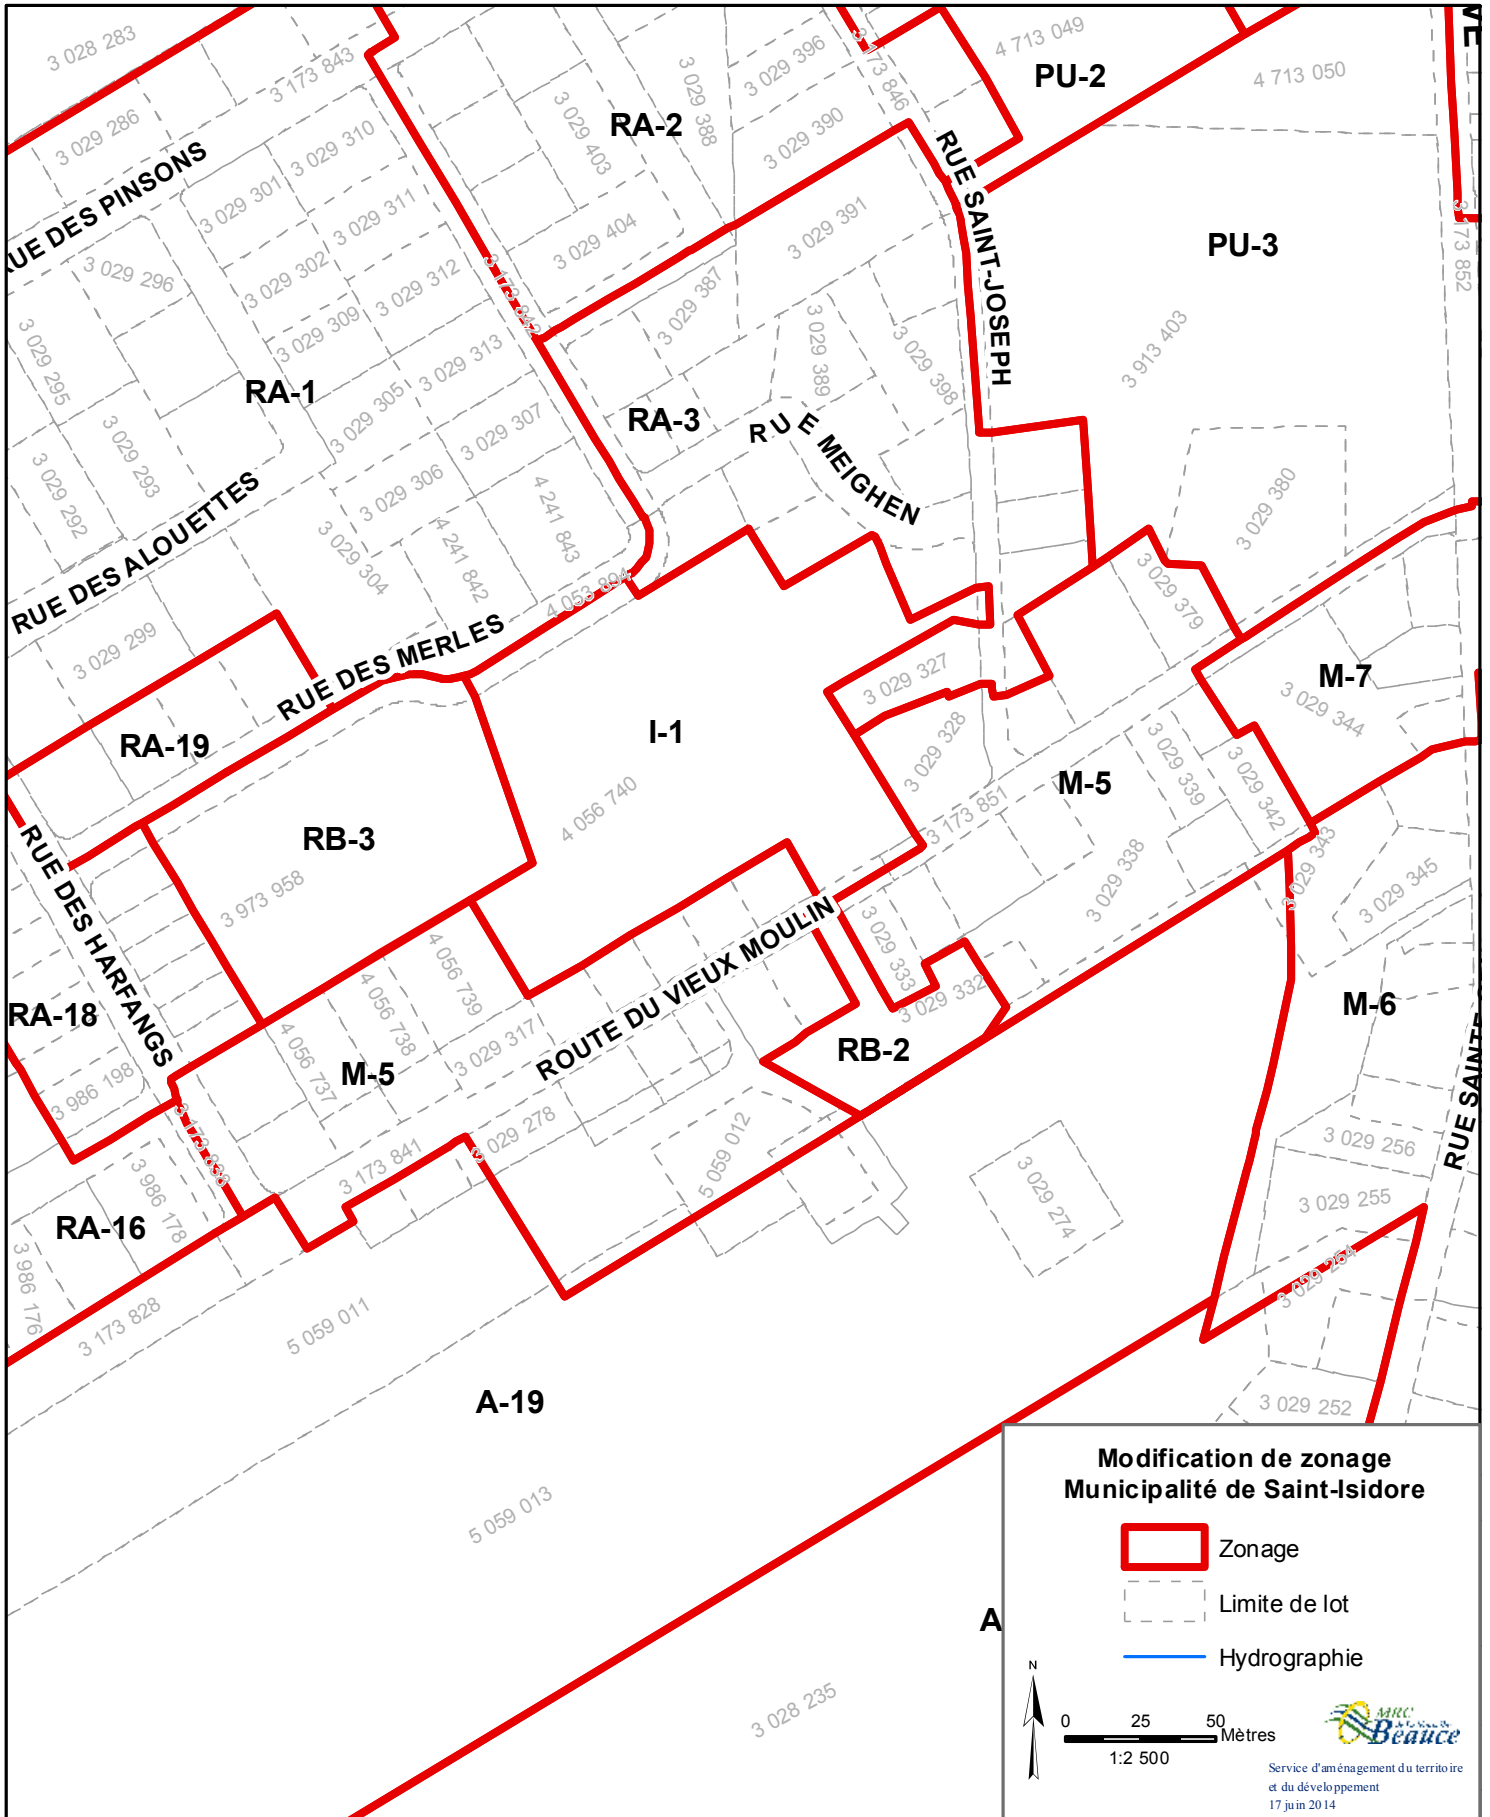 3 028 283
3 173 843
3 029 286
3 029 310
3 029 301
3 029 311
3 029 302
3 029 312
3 029 296
3 029 309
3 029 313
3 029 295
3 029 305
3 029 307
3 029 293
3 029 306
3 029 292
3 029 304
4 241 842
4 241 843
3 029 299
4 053 894
RUE DES PINSONS
RA-1
RUE DES ALOUETTES
RUE DES MERLES
RA-19
RA-2
3 029 403
3 029 388
3 029 396
3 029 390
3 173 846
3 029 404
3 029 391
3 029 387
3 029 389
3 029 398
RA-3
RUE MEIGHEN
RUE SAINT-JOSEPH
4 713 049
PU-2
4 713 050
PU-3
3 913 403
3 173 852
3 029 380
3 029 379
3 029 327
3 029 328
I-1
4 056 740
M-7
3 029 344
M-5
3 029 339
3 029 342
3 173 851
3 029 338
3 029 343
3 029 345
RB-3
3 973 958
RUE DES HARFANGS
RA-18
3 986 198
4 056 739
4 056 738
4 056 737
3 029 317
M-5
ROUTE DU VIEUX MOULIN
3 029 333
3 029 332
RB-2
M-6
3 029 278
3 173 841
5 059 012
3 029 274
3 029 256
3 029 255
3 029 254
3 029 252
RUE SAINTE
RA-16
3 986 178
3 986 176
3 173 828
5 059 011
A-19
5 059 013
A
3 028 235
Modification de zonage
Municipalité de Saint-Isidore
Zonage
Limite de lot
Hydrographie
N
0 25 50
Mètres
1:2 500
MRC
Beauce
Service d'aménagement du territoire
et du développement
17 juin 2014